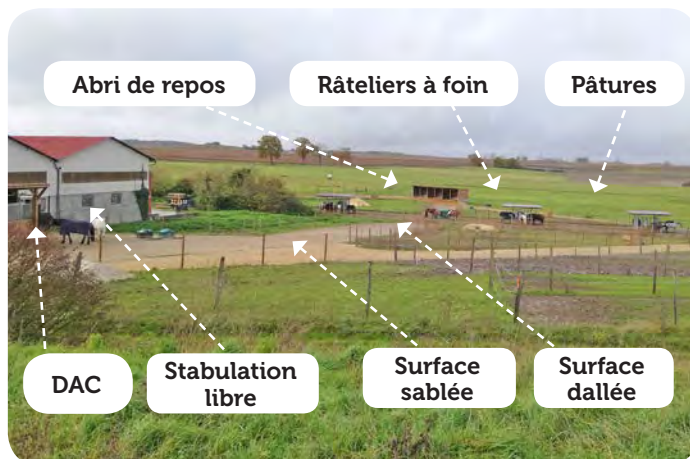 Abri de repos
Râteliers à foin
Pâtures
DAC
Stabulation
libre
Surface
sablée
Surface
dallée